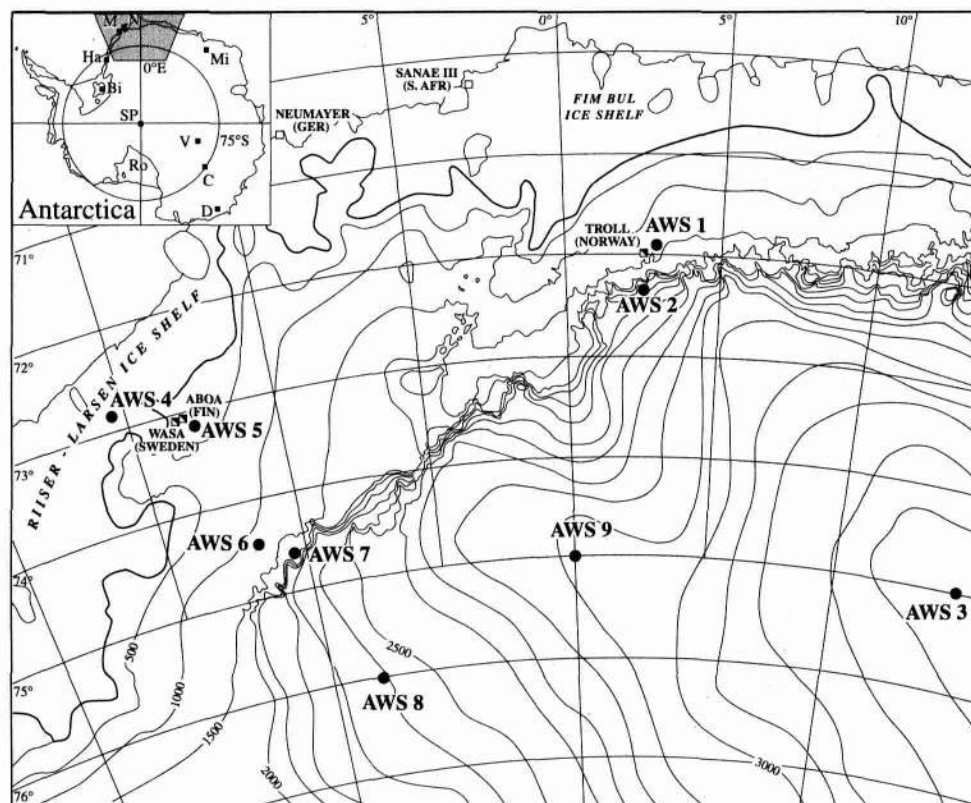 5°
0°
5°
10°
M
N
Ha
0°E
Mi
Bi
SP
V
75°S
Ro
C
D
Antarctica
SANAE III
(S. AFR)
NEUMAYER
(GER)
FIM BUL
ICE SHELF
TROLL
(NORWAY)
AWS 1
AWS 2
71°
72°
73°
74°
75°
76°
RIISER - LARSEN ICE SHELF
AWS 4
ABOA
(FIN)
WASA
(SWEDEN)
AWS 5
AWS 6
AWS 7
AWS 9
AWS 3
AWS 8
500
1000
1500
2000
2500
3000